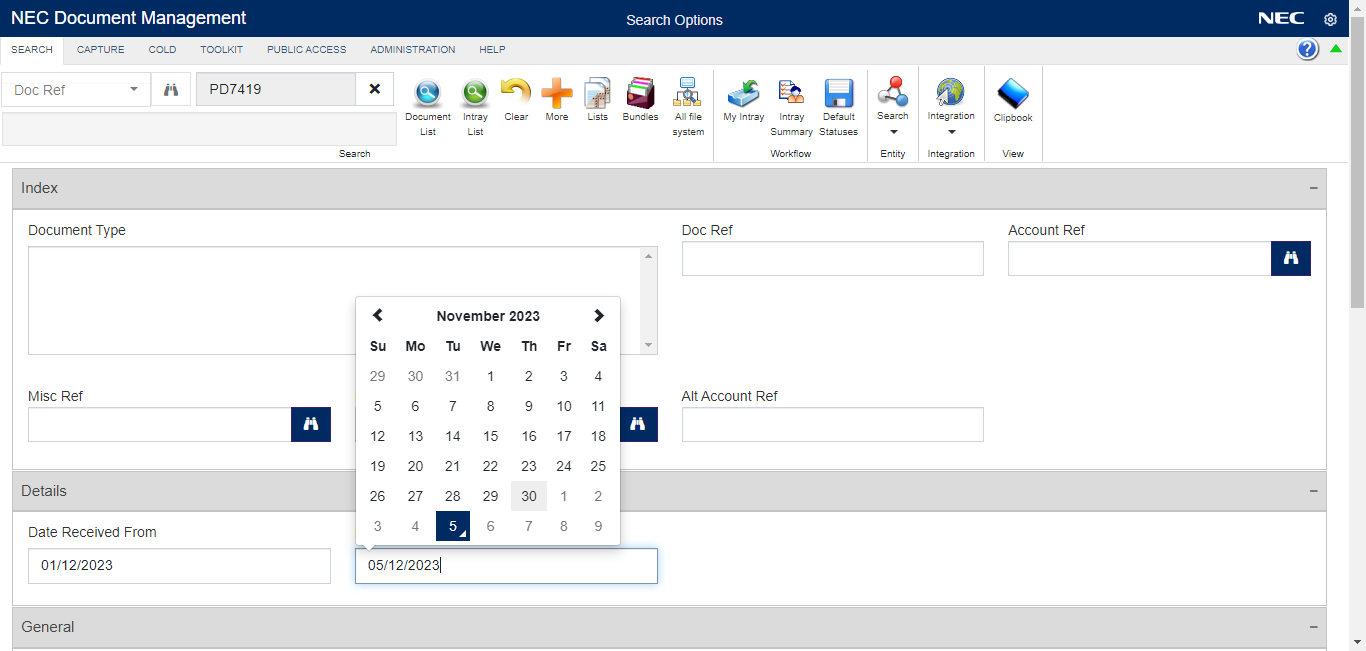 NEC Document Management
Search Options
NEC
SEARCH CAPTURE COLD TOOLKIT PUBLIC ACCESS ADMINISTRATION HELP
?
Doc Ref
PD7419
Document List
Intray List
Clear
More
Lists
Bundles
All file system
Search
My Intray
Intray Summary
Default Statuses
Workflow
Search
Entity
Integration
Integration
Clipbook
View
Index
Document Type
Doc Ref
Account Ref
November 2023
Su Mo Tu We Th Fr Sa
29 30 31 1 2 3 4
5 6 7 8 9 10 11
12 13 14 15 16 17 18
19 20 21 22 23 24 25
26 27 28 29 30 1 2
3 4 5 6 7 8 9
Misc Ref
Alt Account Ref
Details
Date Received From
01/12/2023
05/12/2023
General